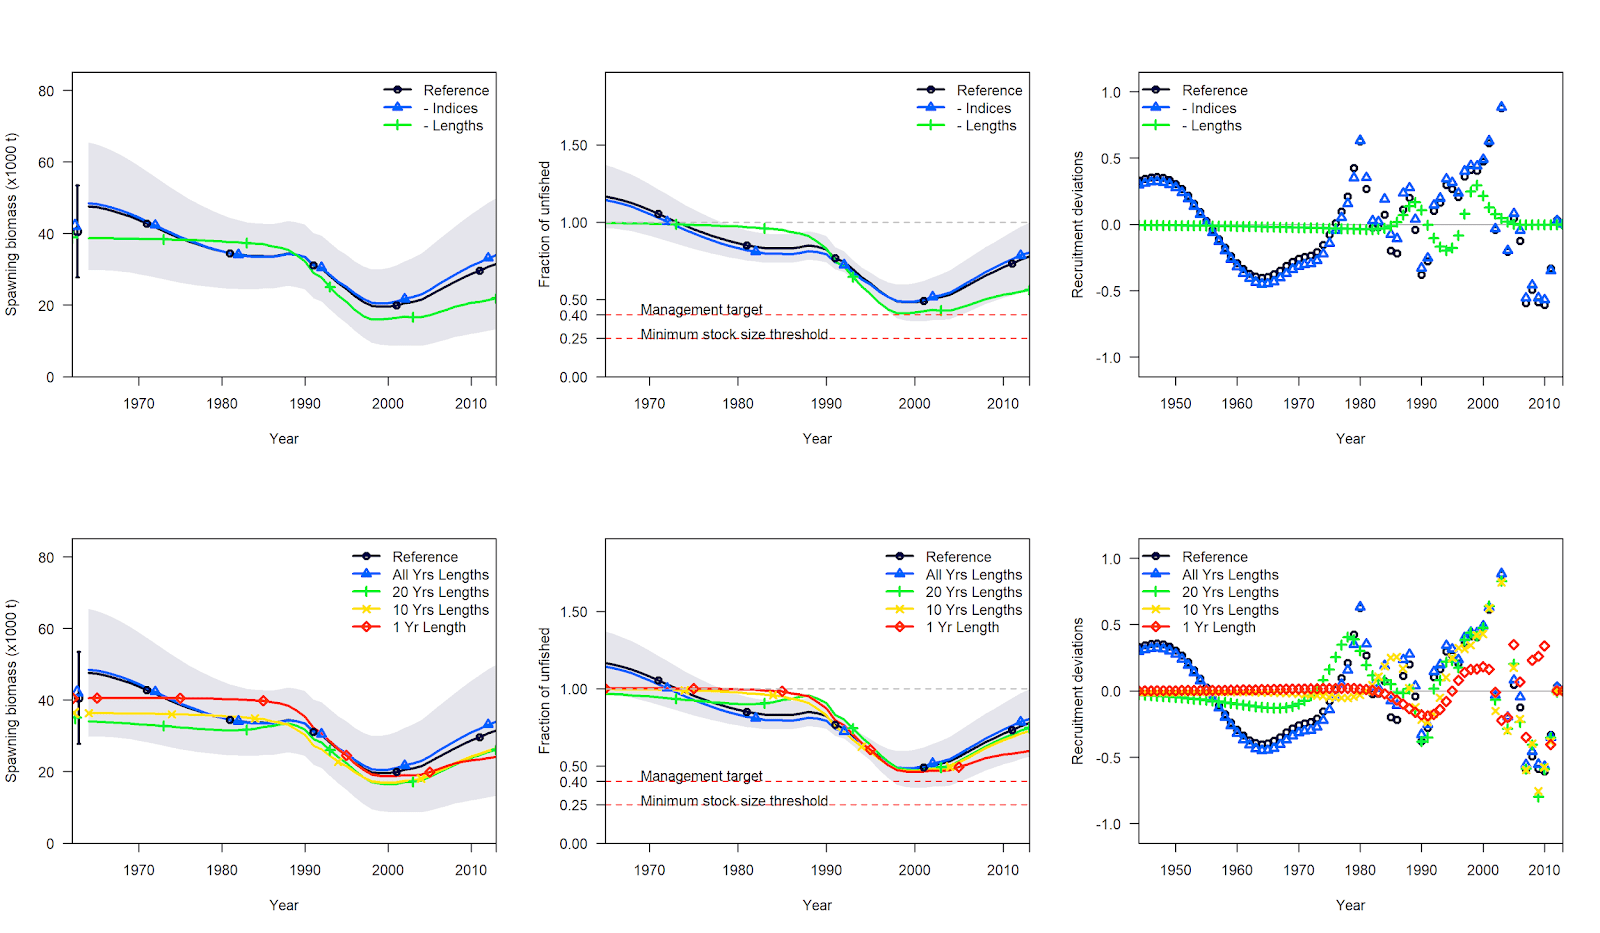 Spawning biomass (x1000 t)
80
60
40
20
0
1970 1980 1990 2000 2010
Year
Reference
- Indices
- Lengths
Fraction of unfished
1.50
1.00
0.50
0.40
0.25
0.00
Management target
Minimum stock size threshold
1970 1980 1990 2000 2010
Year
Reference
- Indices
- Lengths
Recruitment deviations
1.0
0.5
0.0
-0.5
-1.0
1950 1960 1970 1980 1990 2000 2010
Year
Reference
- Indices
- Lengths
Spawning biomass (x1000 t)
80
60
40
20
0
1970 1980 1990 2000 2010
Year
Reference
All Yrs Lengths
20 Yrs Lengths
10 Yrs Lengths
1 Yr Length
Fraction of unfished
1.50
1.00
0.50
0.40
0.25
0.00
Management target
Minimum stock size threshold
1970 1980 1990 2000 2010
Year
Reference
All Yrs Lengths
20 Yrs Lengths
10 Yrs Lengths
1 Yr Length
Recruitment deviations
1.0
0.5
0.0
-0.5
-1.0
1950 1960 1970 1980 1990 2000 2010
Year
Reference
All Yrs Lengths
20 Yrs Lengths
10 Yrs Lengths
1 Yr Length